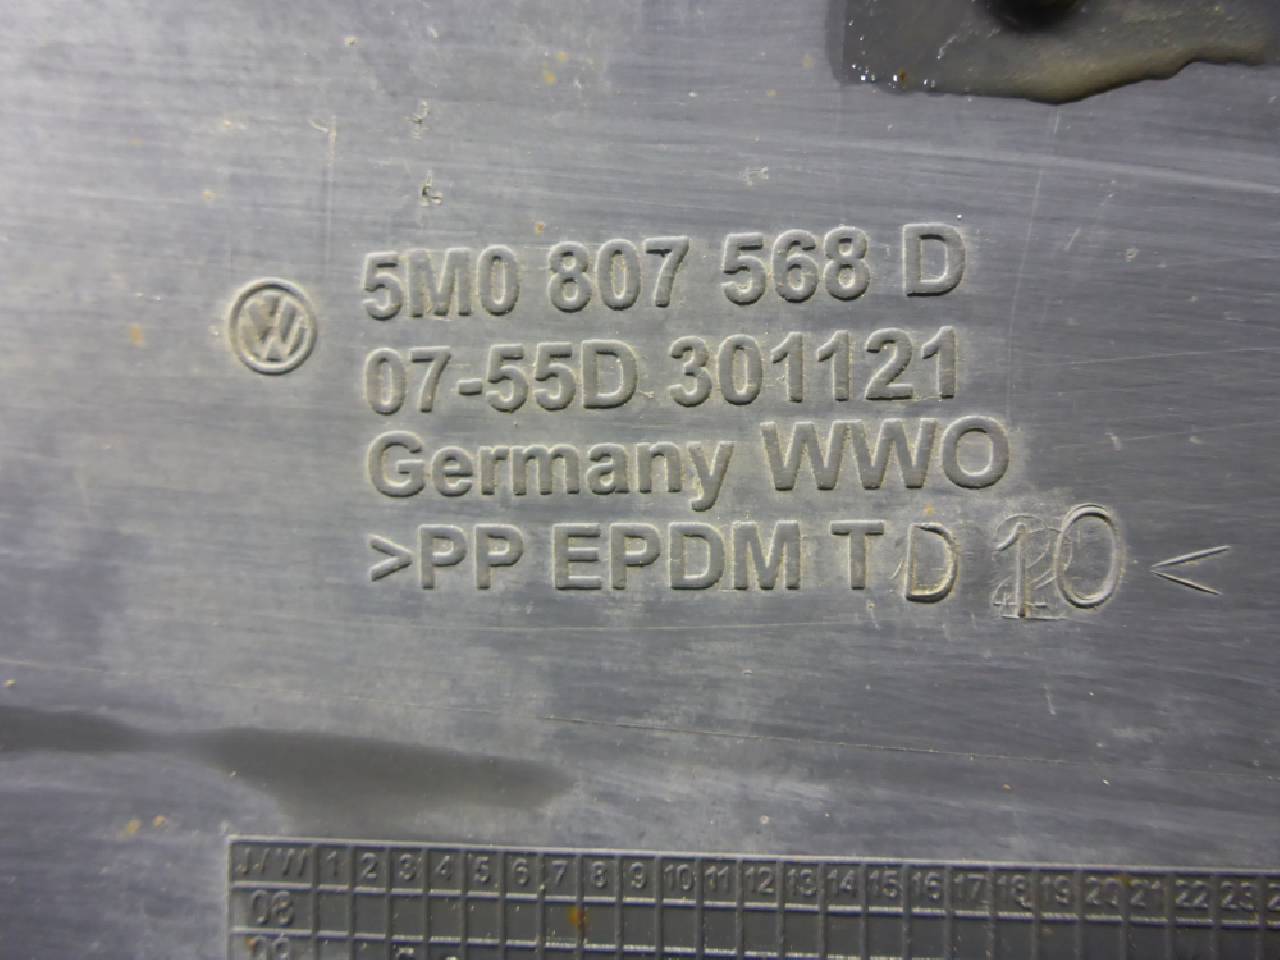 5M0 807 568 D
07-55D 301121
Germany WWO
>PP EPDM TD 10<
J/W 1 2 3 4 5 6 7 8 9 10 11 12 13 14 15 16 17 18 19 20 21 22 23
08
09